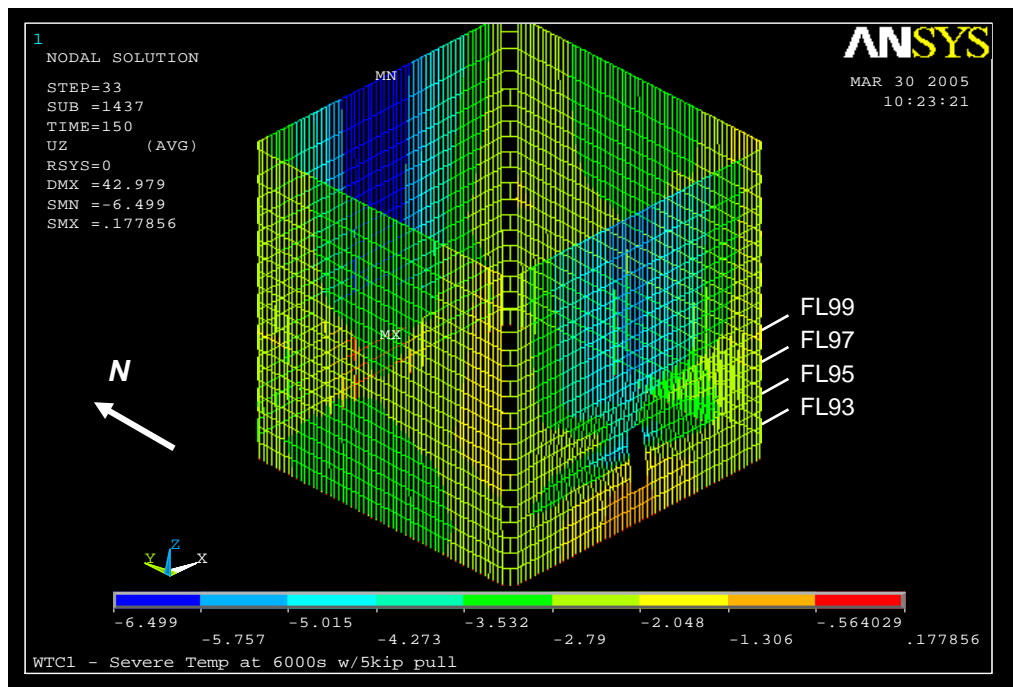 1
NODAL SOLUTION
STEP=33
SUB =1437
TIME=150
UZ (AVG)
RSYS=0
DMX =42.979
SMN =-6.499
SMX =.177856
ANSYS
MAR 30 2005
10:23:21
MN
MX
N
FL99
FL97
FL95
FL93
Z
Y
X
-6.499
-5.757
-5.015
-4.273
-3.532
-2.79
-2.048
-1.306
-.564029
.177856
WTC1 - Severe Temp at 6000s w/5kip pull